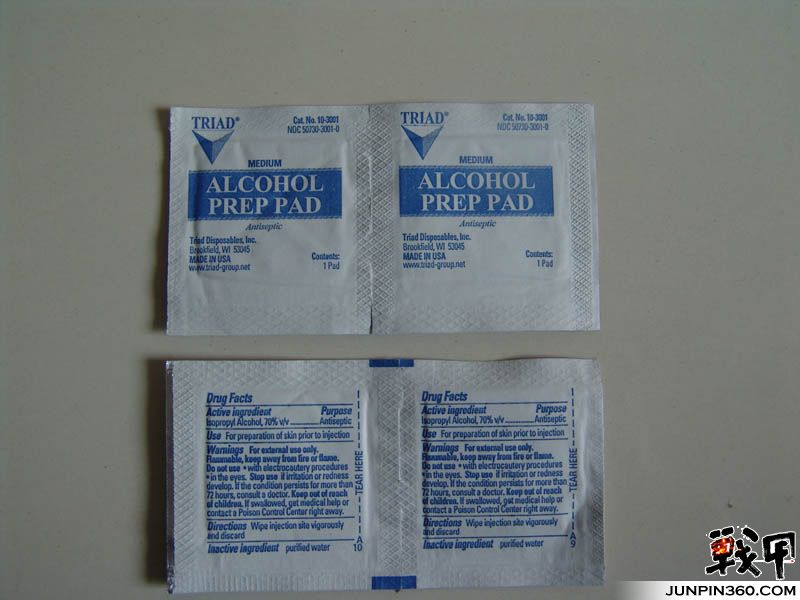 TRIAD®
Cat. No. 10-3001
NDC 50730-3001-0
MEDIUM
ALCOHOL
PREP PAD
Antiseptic
Triad Disposables, Inc.
Brookfield, WI 53045
MADE IN USA
www.triad-group.net
Contents:
1 Pad
TRIAD®
Cat. No. 10-3001
NDC 50730-3001-0
MEDIUM
ALCOHOL
PREP PAD
Antiseptic
Triad Disposables, Inc.
Brookfield, WI 53045
MADE IN USA
www.triad-group.net
Contents:
1 Pad
Drug Facts
Active ingredient Purpose
Isopropyl Alcohol, 70% v/v ................ Antiseptic
Use For preparation of skin prior to injection
Warnings For external use only.
Flammable, keep away from fire or flame.
Do not use • with electrocautery procedures
• in the eyes. Stop use if irritation or redness
develop. If the condition persists for more than
72 hours, consult a doctor. Keep out of reach
of children. If swallowed, get medical help or
contact a Poison Control Center right away.
Directions Wipe injection site vigorously
and discard
Inactive ingredient purified water
TEAR HERE
A
10
Drug Facts
Active ingredient Purpose
Isopropyl Alcohol, 70% v/v ................ Antiseptic
Use For preparation of skin prior to injection
Warnings For external use only.
Flammable, keep away from fire or flame.
Do not use • with electrocautery procedures
• in the eyes. Stop use if irritation or redness
develop. If the condition persists for more than
72 hours, consult a doctor. Keep out of reach
of children. If swallowed, get medical help or
contact a Poison Control Center right away.
Directions Wipe injection site vigorously
and discard
Inactive ingredient purified water
TEAR HERE
A
9
戰甲
JUNPIN360.COM